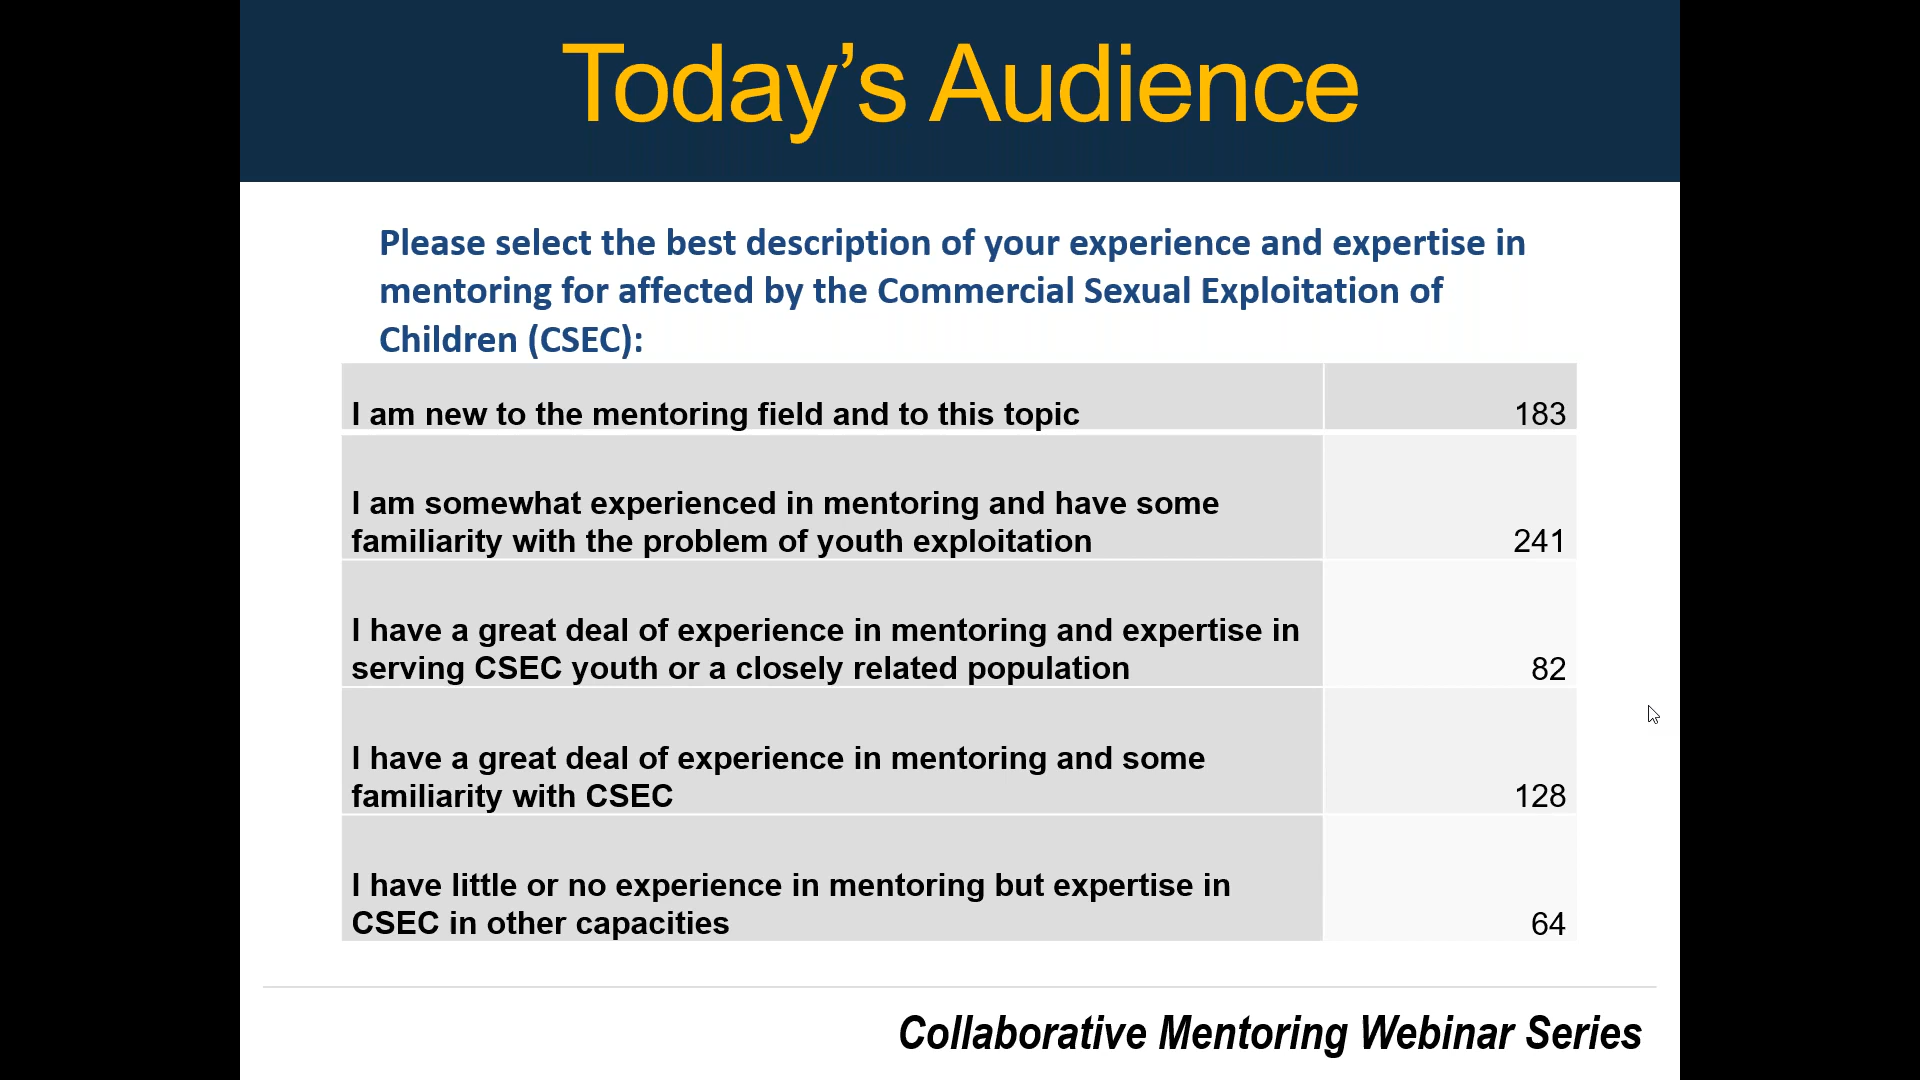 Today’s Audience
Please select the best description of your experience and expertise in
mentoring for affected by the Commercial Sexual Exploitation of
Children (CSEC):
I am new to the mentoring field and to this topic 183
I am somewhat experienced in mentoring and have some
familiarity with the problem of youth exploitation 241
I have a great deal of experience in mentoring and expertise in
serving CSEC youth or a closely related population 82
I have a great deal of experience in mentoring and some
familiarity with CSEC 128
I have little or no experience in mentoring but expertise in
CSEC in other capacities 64
Collaborative Mentoring Webinar Series